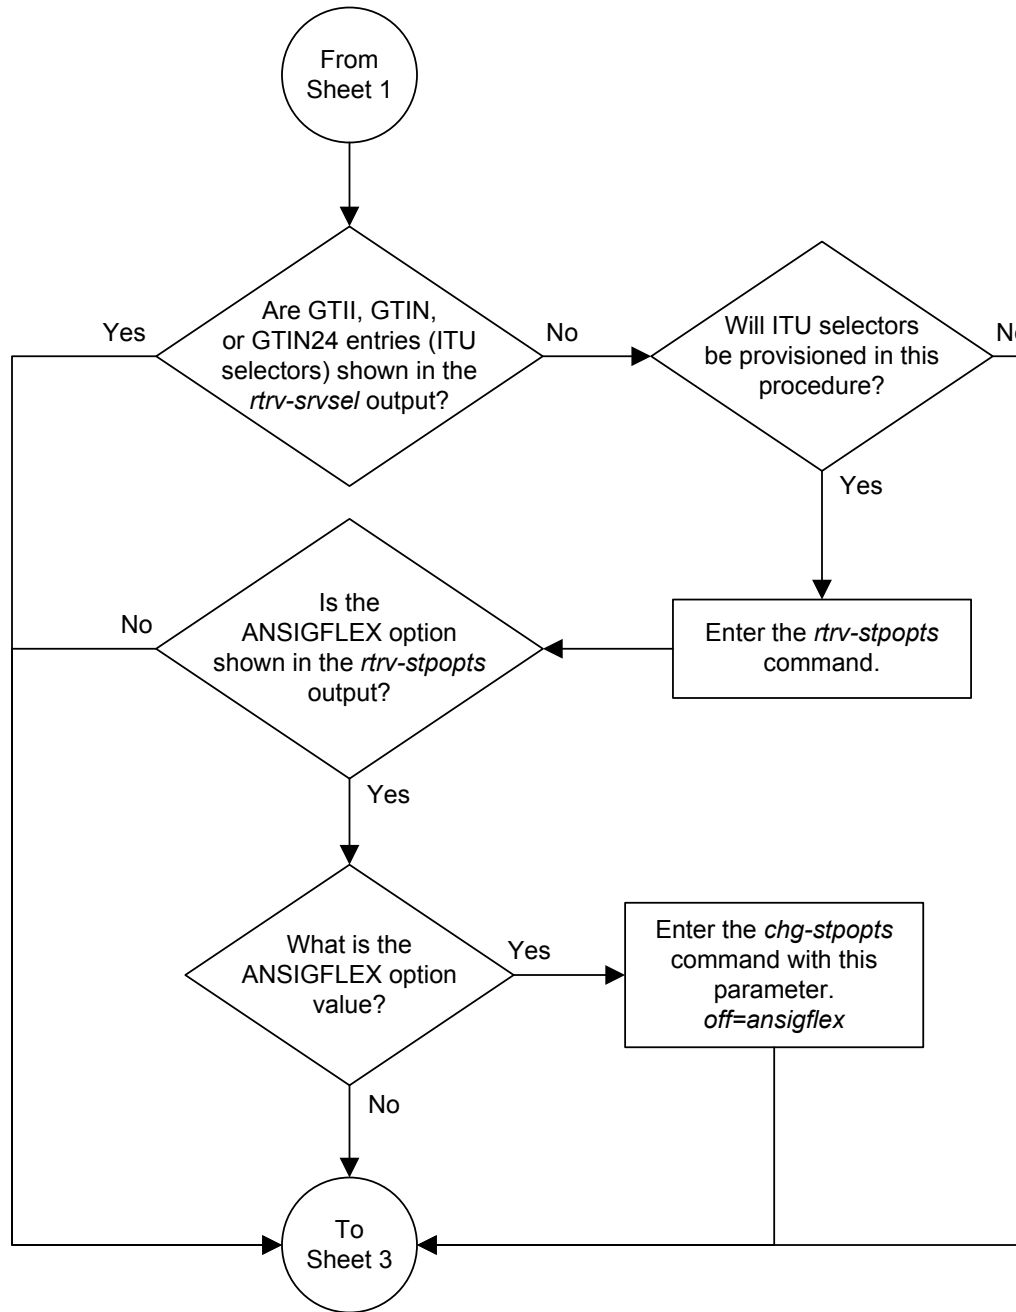 From
Sheet 1
Are GTII, GTIN,
or GTIN24 entries (ITU
selectors) shown in the
rtrv-srvsel output?
Yes
No
Will ITU selectors
be provisioned in this
procedure?
No
Yes
Enter the rtrv-stpopts
command.
Is the
ANSIGFLEX option
shown in the rtrv-stpopts
output?
No
Yes
What is the
ANSIGFLEX option
value?
Yes
Enter the chg-stpopts
command with this
parameter.
off=ansigflex
No
To
Sheet 3